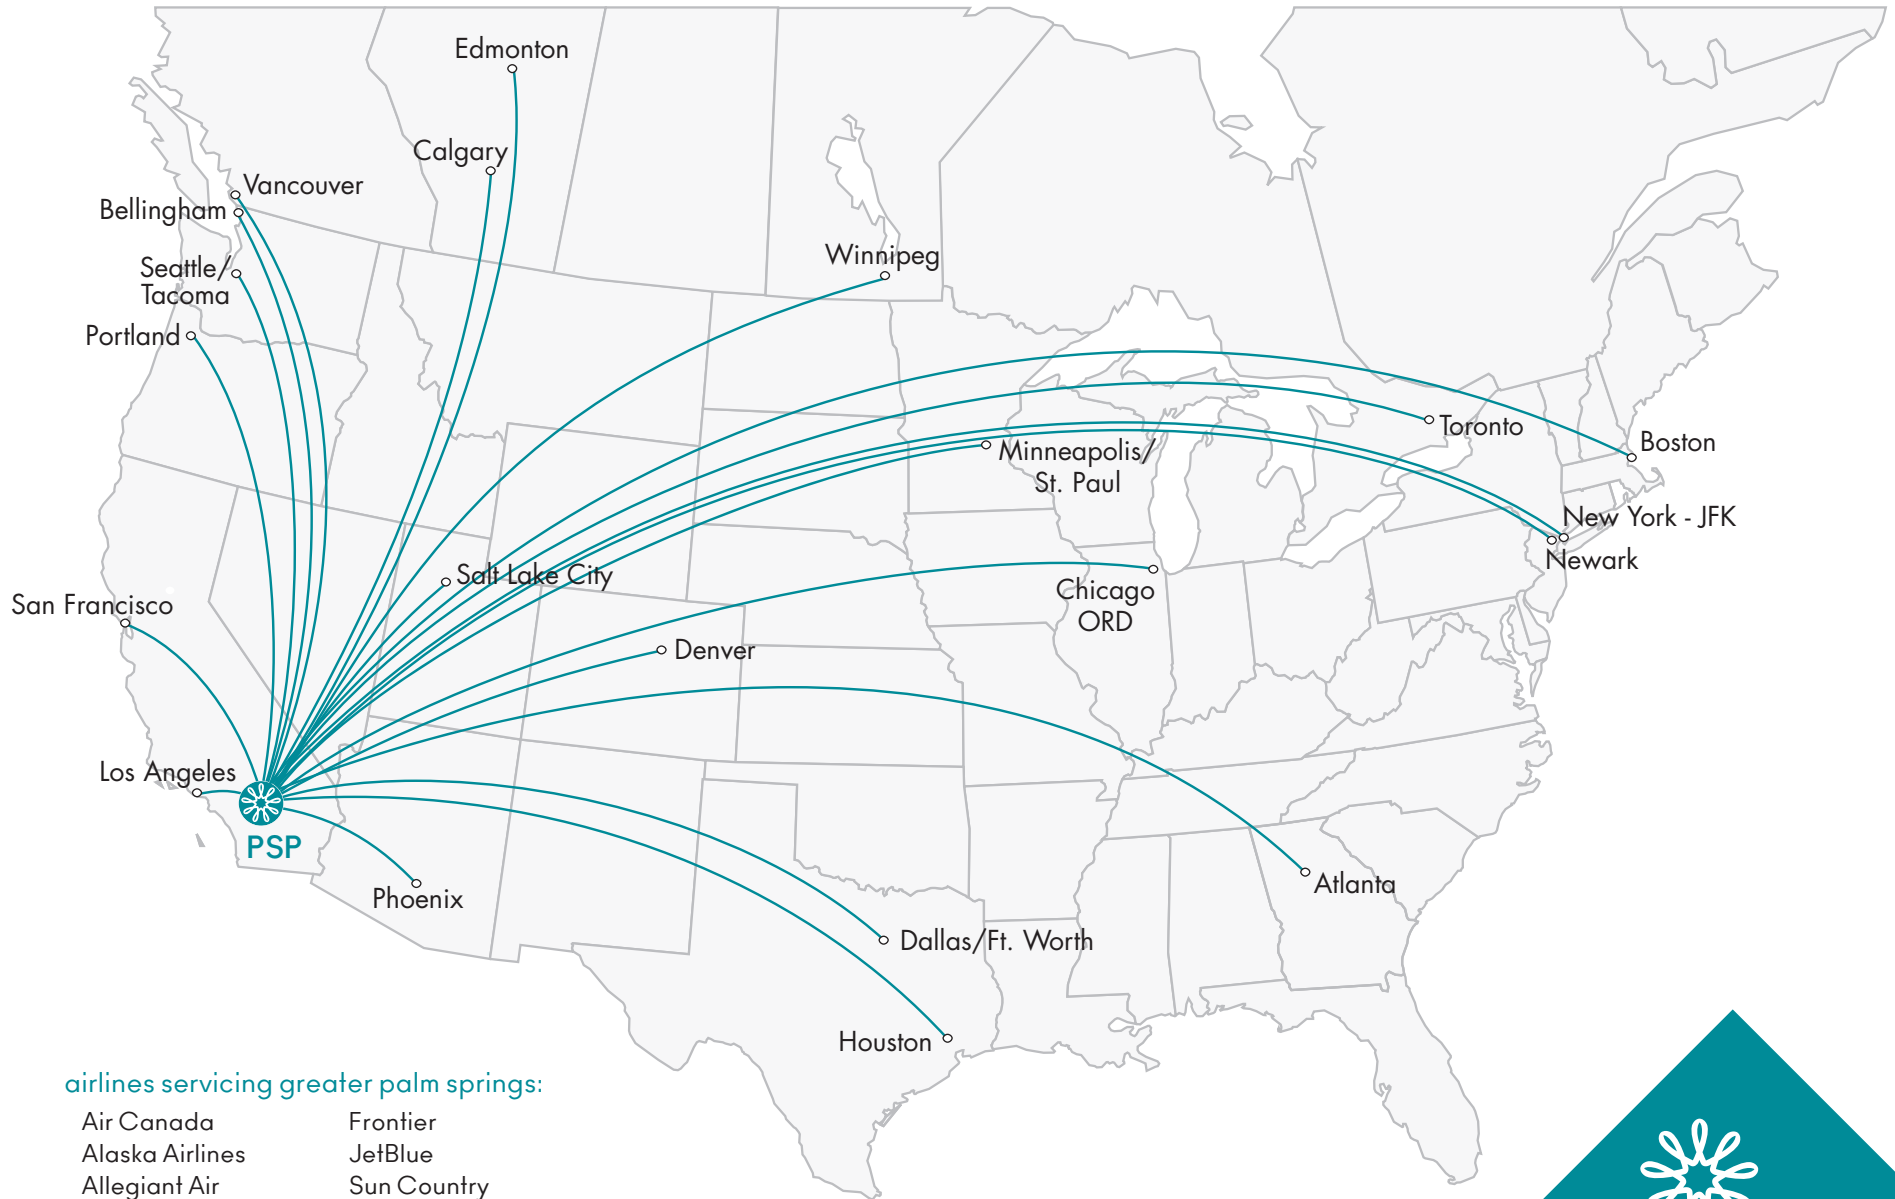 Edmonton
Calgary
Vancouver
Bellingham
Winnipeg
Seattle/
Tacoma
Portland
Toronto
Boston
Minneapolis/
St. Paul
New York - JFK
Newark
Salt Lake City
Chicago
ORD
San Francisco
Denver
Los Angeles
PSP
Phoenix
Atlanta
Dallas/Ft. Worth
Houston
airlines servicing greater palm springs:
Air Canada
Alaska Airlines
Allegiant Air
Frontier
JetBlue
Sun Country